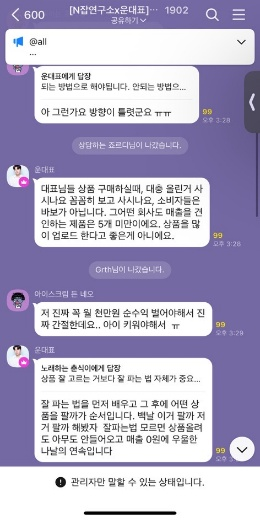 600
[N잡연구소x운대표]... 1902
공유하기
@all
...
운대표에게 답장
되는 방법으로 해야됩니다. 안되는 방법으...
아 그런가요 방향이 틀렷군요 ㅠㅠ
99
오후 3:28
상담하는 죠르디님이 나갔습니다.
운대표
대표님들 상품 구매하실때, 대충 올린거 사
시나요 꼼꼼히 보고 사시나요, 소비자들은
바보가 아닙니다. 그어떤 회사도 매출을 견
인하는 제품은 5개 미만이에요. 상품을 많
이 업로드 한다고 좋은게 아니에요.
99
오후 3:28
Grth님이 나갔습니다.
아이스크림 든 네오
저 진짜 꼭 월 천만원 순수익 벌어야해서 진
짜 간절한데요.. 아이 키워야해서 ㅠ
99
오후 3:29
운대표
노래하는 춘식이에게 답장
상품 잘 고르는 거보다 잘 파는 법 자체가 중요...
잘 파는 법을 먼저 배우고 그 후에 어떤 상
품을 팔까가 순서입니다. 백날 이거 팔까 저
거 팔까 해봤자 잘파는법 모르면 상품올려
도 아무도 안들어오고 매출 0원에 우울한
나날의 연속입니다
99
관리자만 말할 수 있는 상태입니다.